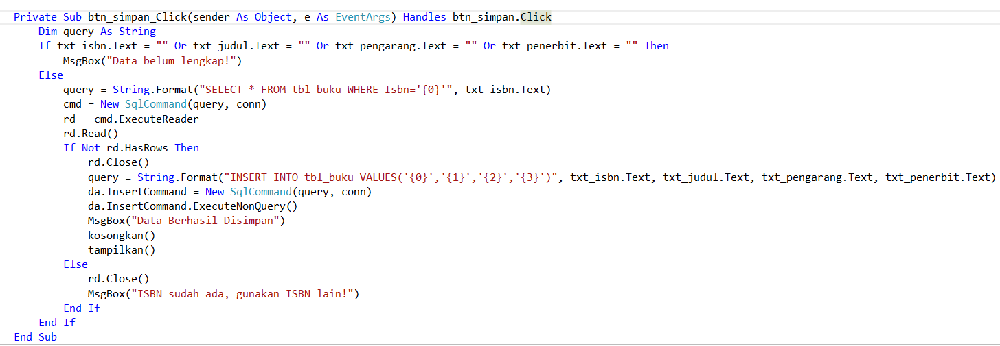 Private Sub btn_simpan_Click(sender As Object, e As EventArgs) Handles btn_simpan.Click
    Dim query As String
    If txt_isbn.Text = "" Or txt_judul.Text = "" Or txt_pengarang.Text = "" Or txt_penerbit.Text = "" Then
        MsgBox("Data belum lengkap!")
    Else
        query = String.Format("SELECT * FROM tbl_buku WHERE Isbn='{0}'", txt_isbn.Text)
        cmd = New SqlCommand(query, conn)
        rd = cmd.ExecuteReader
        rd.Read()
        If Not rd.HasRows Then
            rd.Close()
            query = String.Format("INSERT INTO tbl_buku VALUES('{0}','{1}','{2}','{3}')", txt_isbn.Text, txt_judul.Text, txt_pengarang.Text, txt_penerbit.Text)
            da.InsertCommand = New SqlCommand(query, conn)
            da.InsertCommand.ExecuteNonQuery()
            MsgBox("Data Berhasil Disimpan")
            kosongkan()
            tampilkan()
        Else
            rd.Close()
            MsgBox("ISBN sudah ada, gunakan ISBN lain!")
        End If
    End If
End Sub